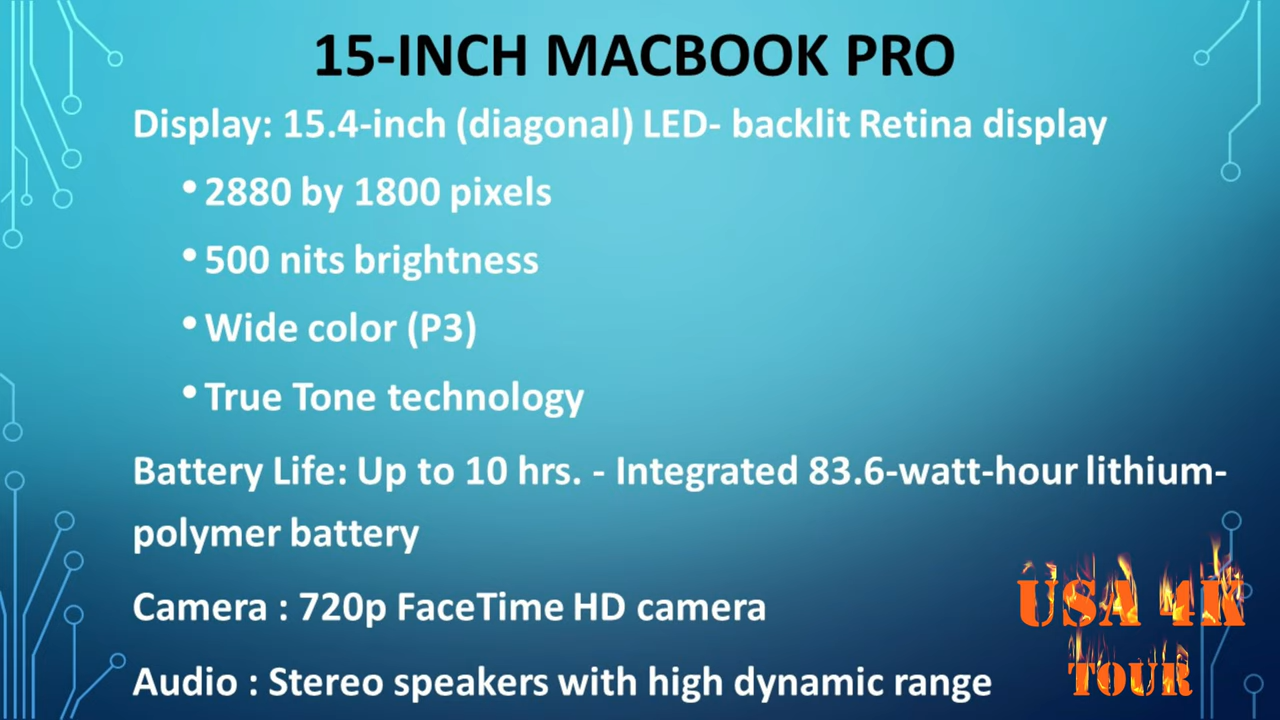 15-INCH MACBOOK PRO
Display: 15.4-inch (diagonal) LED- backlit Retina display
• 2880 by 1800 pixels
• 500 nits brightness
• Wide color (P3)
• True Tone technology
Battery Life: Up to 10 hrs. - Integrated 83.6-watt-hour lithium-
polymer battery
Camera : 720p FaceTime HD camera
Audio : Stereo speakers with high dynamic range
USA 4K
TOUR